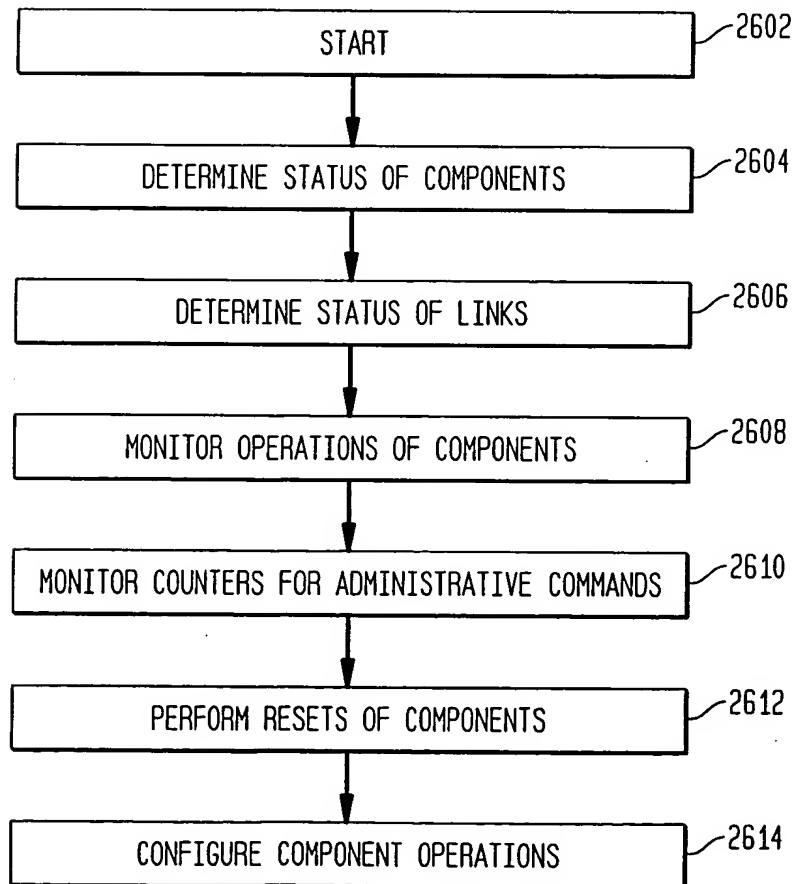 START
2602
DETERMINE STATUS OF COMPONENTS
2604
DETERMINE STATUS OF LINKS
2606
MONITOR OPERATIONS OF COMPONENTS
2608
MONITOR COUNTERS FOR ADMINISTRATIVE COMMANDS
2610
PERFORM RESETS OF COMPONENTS
2612
CONFIGURE COMPONENT OPERATIONS
2614